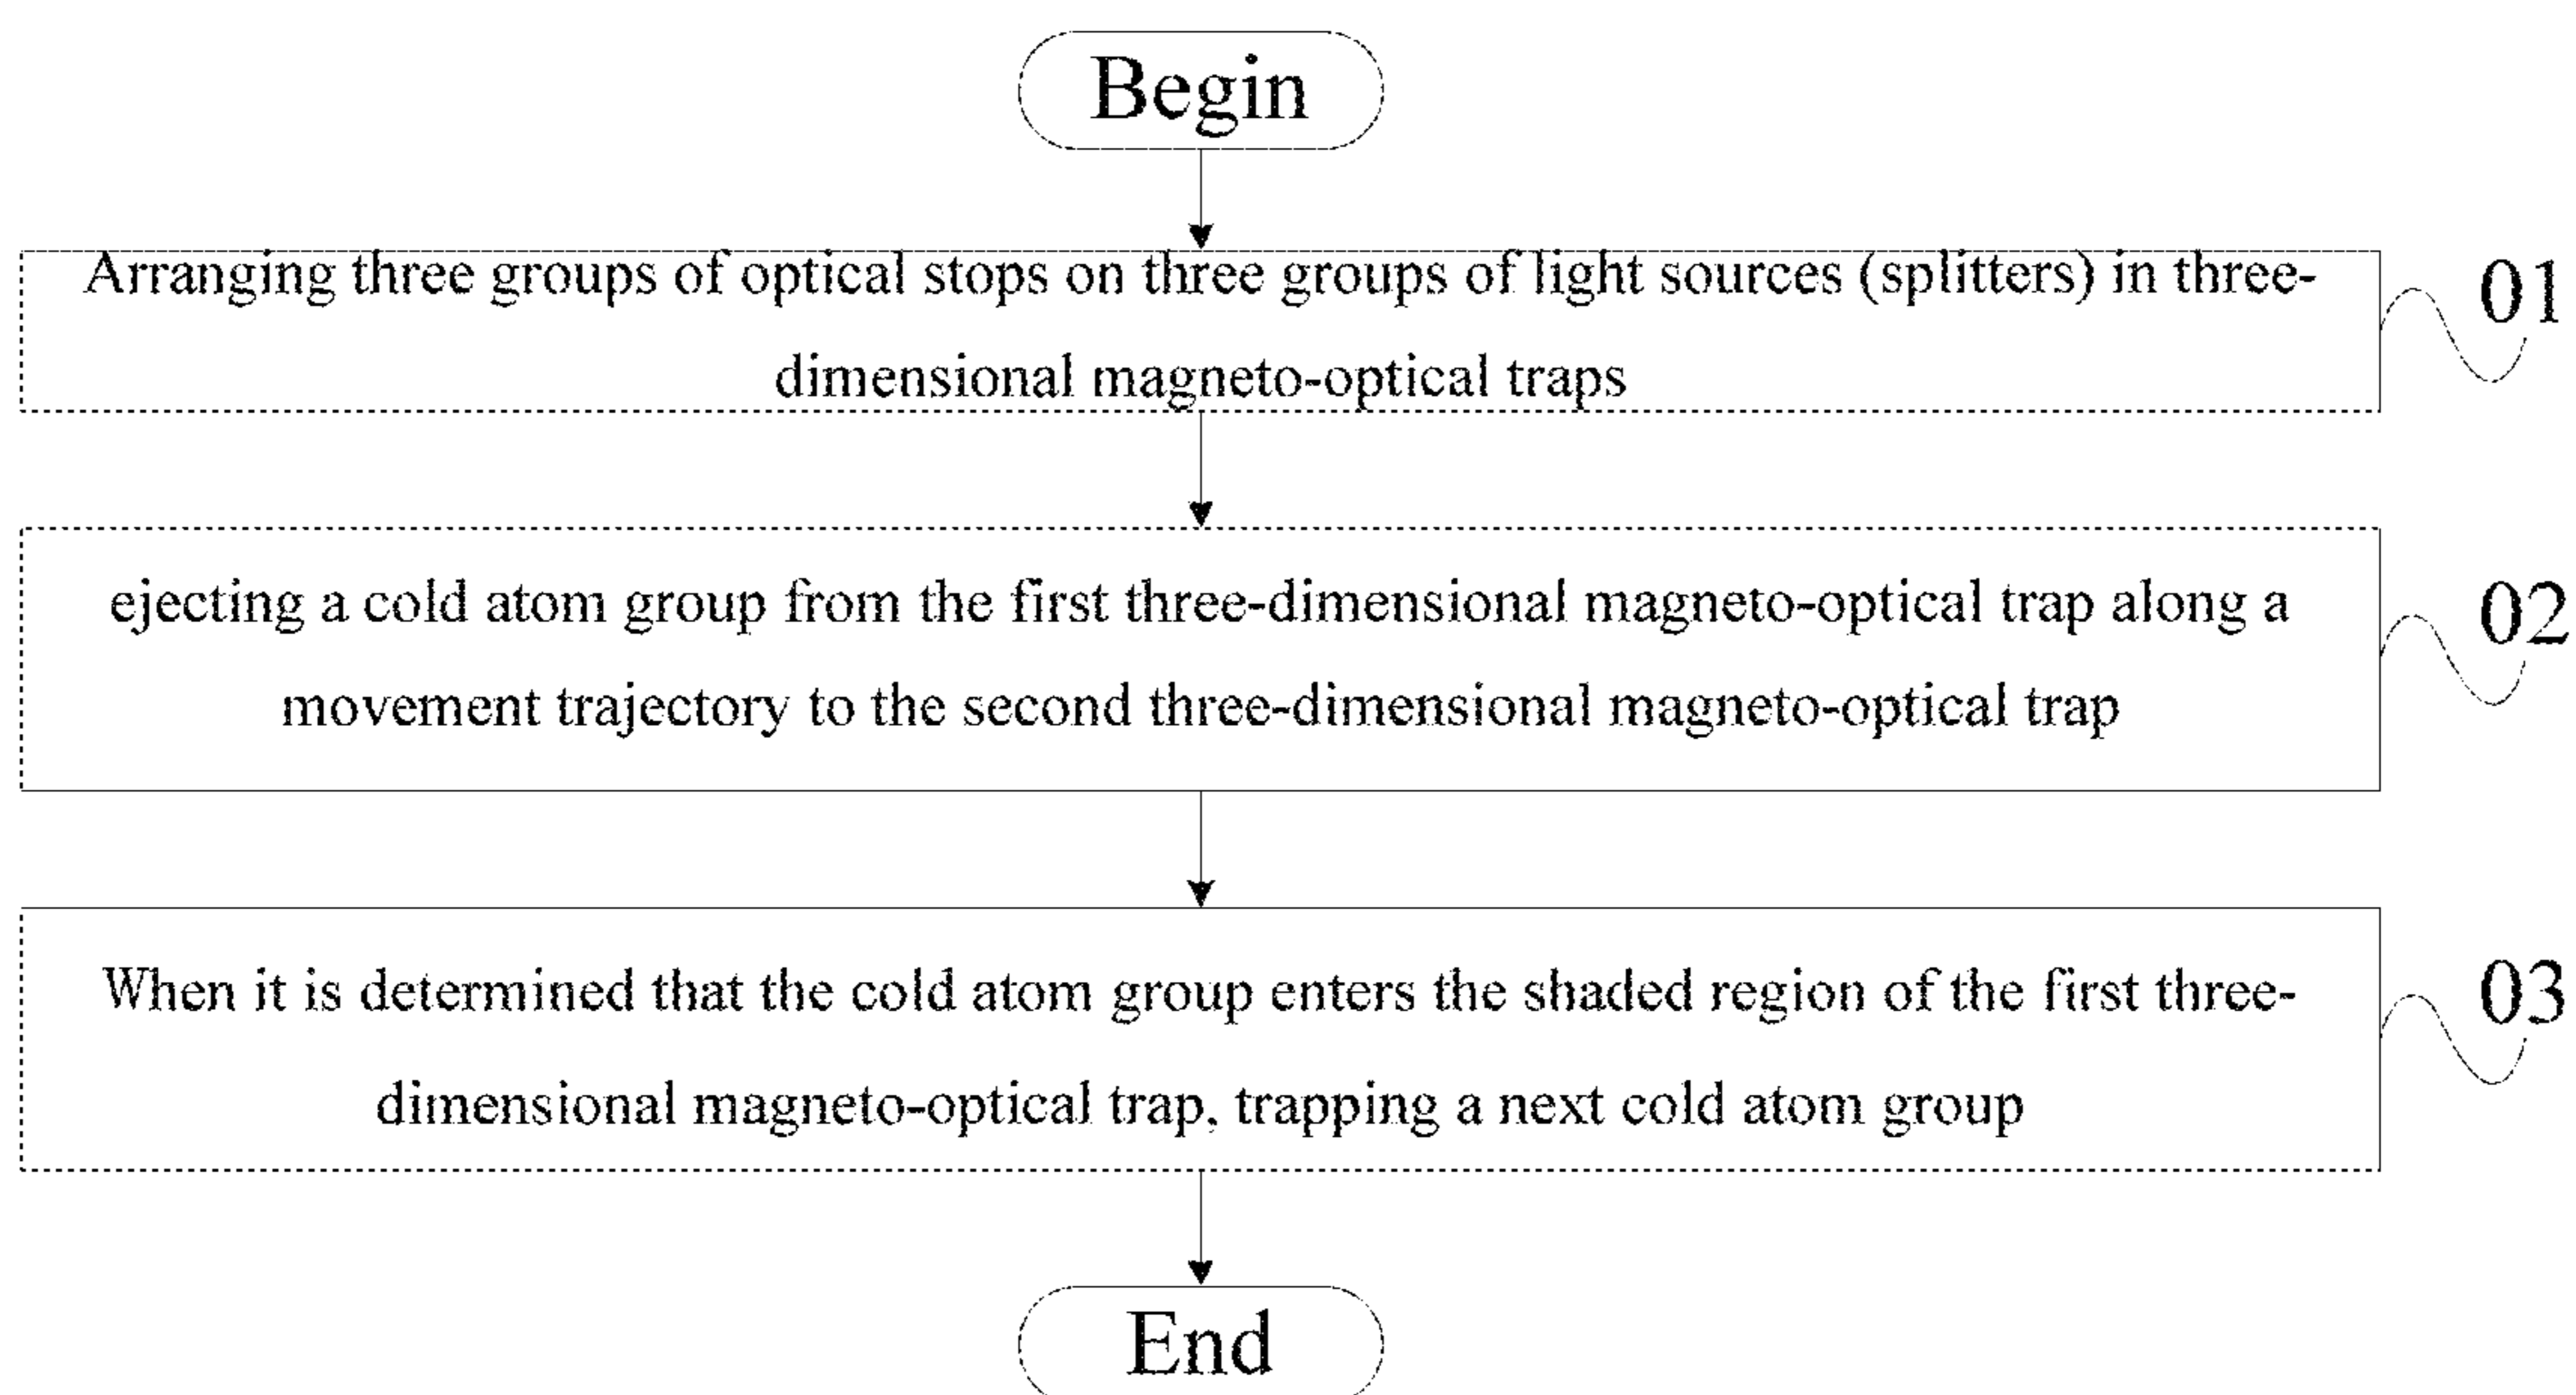 Begin
Arranging three groups of optical stops on three groups of light sources (splitters) in three-
dimensional magneto-optical traps
01
ejecting a cold atom group from the first three-dimensional magneto-optical trap along a
movement trajectory to the second three-dimensional magneto-optical trap
02
When it is determined that the cold atom group enters the shaded region of the first three-
dimensional magneto-optical trap, trapping a next cold atom group
03
End